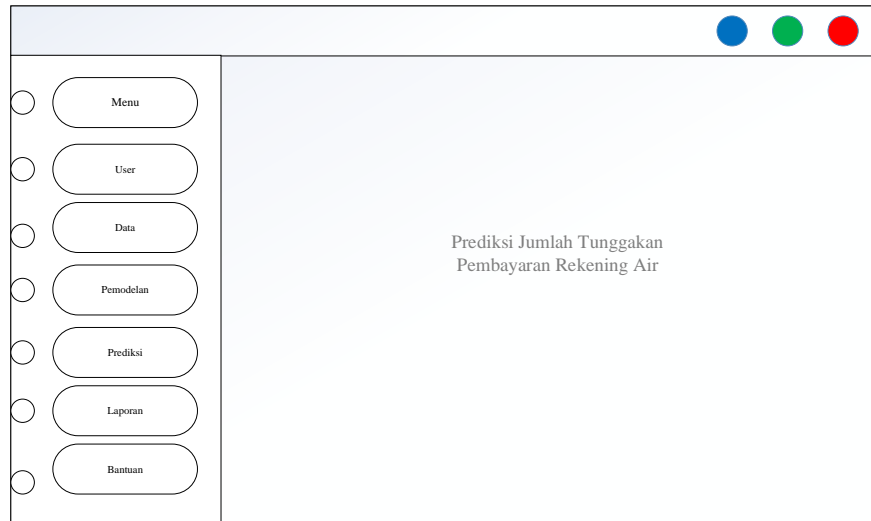 Menu
User
Data
Pemodelan
Prediksi
Laporan
Bantuan
Prediksi Jumlah Tunggakan
Pembayaran Rekening Air